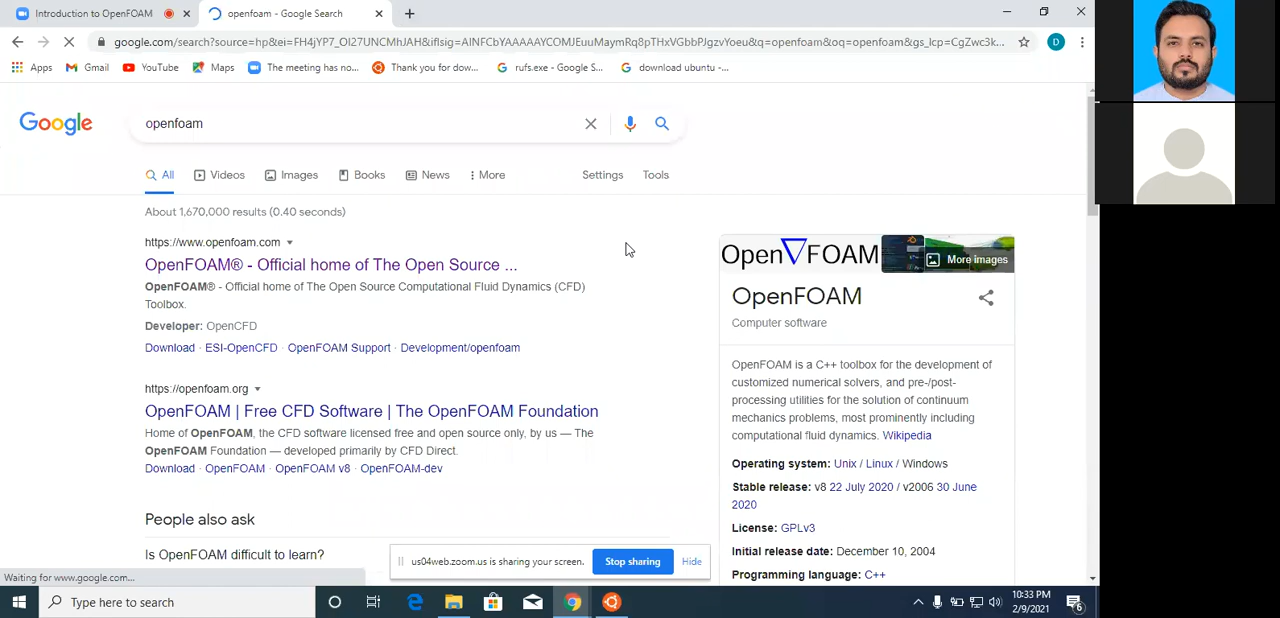 Introduction to OpenFOAM
openfoam - Google Search
google.com/search?source=hp&ei=FH4jYP7_OI27UNCMhJAH&iflsig=AINFCbYAAAAAYCOMJEuuMaymRq8pTHxVGbbPJgzvYoeu&q=openfoam&oq=openfoam&gs_lcp=CgZwc3k...
D
Apps
Gmail
YouTube
Maps
The meeting has no...
Thank you for dow...
rufs.exe - Google S...
download ubuntu -...
Google
openfoam
All
Videos
Images
Books
News
More
Settings
Tools
About 1,670,000 results (0.40 seconds)
https://www.openfoam.com
OpenFOAM® - Official home of The Open Source ...
OpenFOAM® - Official home of The Open Source Computational Fluid Dynamics (CFD)
Toolbox.
Developer: OpenCFD
Download · ESI-OpenCFD · OpenFOAM Support · Development/openfoam
https://openfoam.org
OpenFOAM | Free CFD Software | The OpenFOAM Foundation
Home of OpenFOAM, the CFD software licensed free and open source only, by us — The
OpenFOAM Foundation — developed primarily by CFD Direct.
Download · OpenFOAM · OpenFOAM v8 · OpenFOAM-dev
People also ask
Is OpenFOAM difficult to learn?
Open∇FOAM
More images
OpenFOAM
Computer software
OpenFOAM is a C++ toolbox for the development of
customized numerical solvers, and pre-/post-
processing utilities for the solution of continuum
mechanics problems, most prominently including
computational fluid dynamics. Wikipedia
Operating system: Unix / Linux / Windows
Stable release: v8 22 July 2020 / v2006 30 June
2020
License: GPLv3
Initial release date: December 10, 2004
Programming language: C++
us04web.zoom.us is sharing your screen.
Stop sharing
Hide
Waiting for www.google.com...
Type here to search
10:33 PM
2/9/2021
6